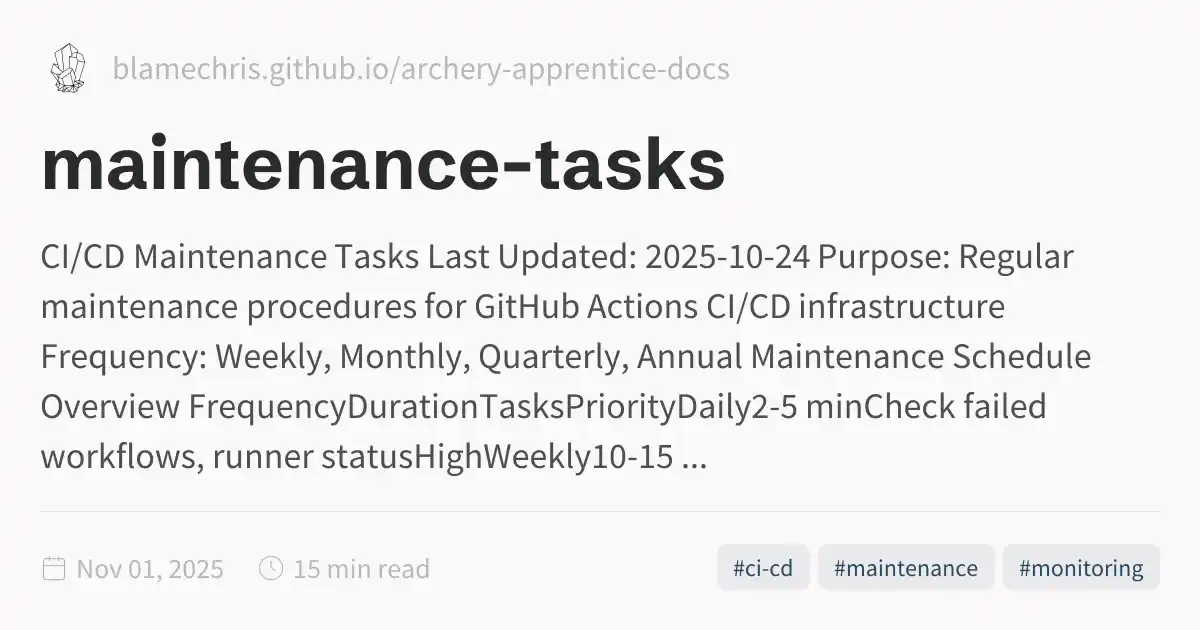 blamechris.github.io/archery-apprentice-docs
maintenance-tasks
CI/CD Maintenance Tasks Last Updated: 2025-10-24 Purpose: Regular
maintenance procedures for GitHub Actions CI/CD infrastructure
Frequency: Weekly, Monthly, Quarterly, Annual Maintenance Schedule
Overview FrequencyDurationTasksPriorityDaily2-5 minCheck failed
workflows, runner statusHighWeekly10-15 ...
Nov 01, 2025 15 min read #ci-cd #maintenance #monitoring